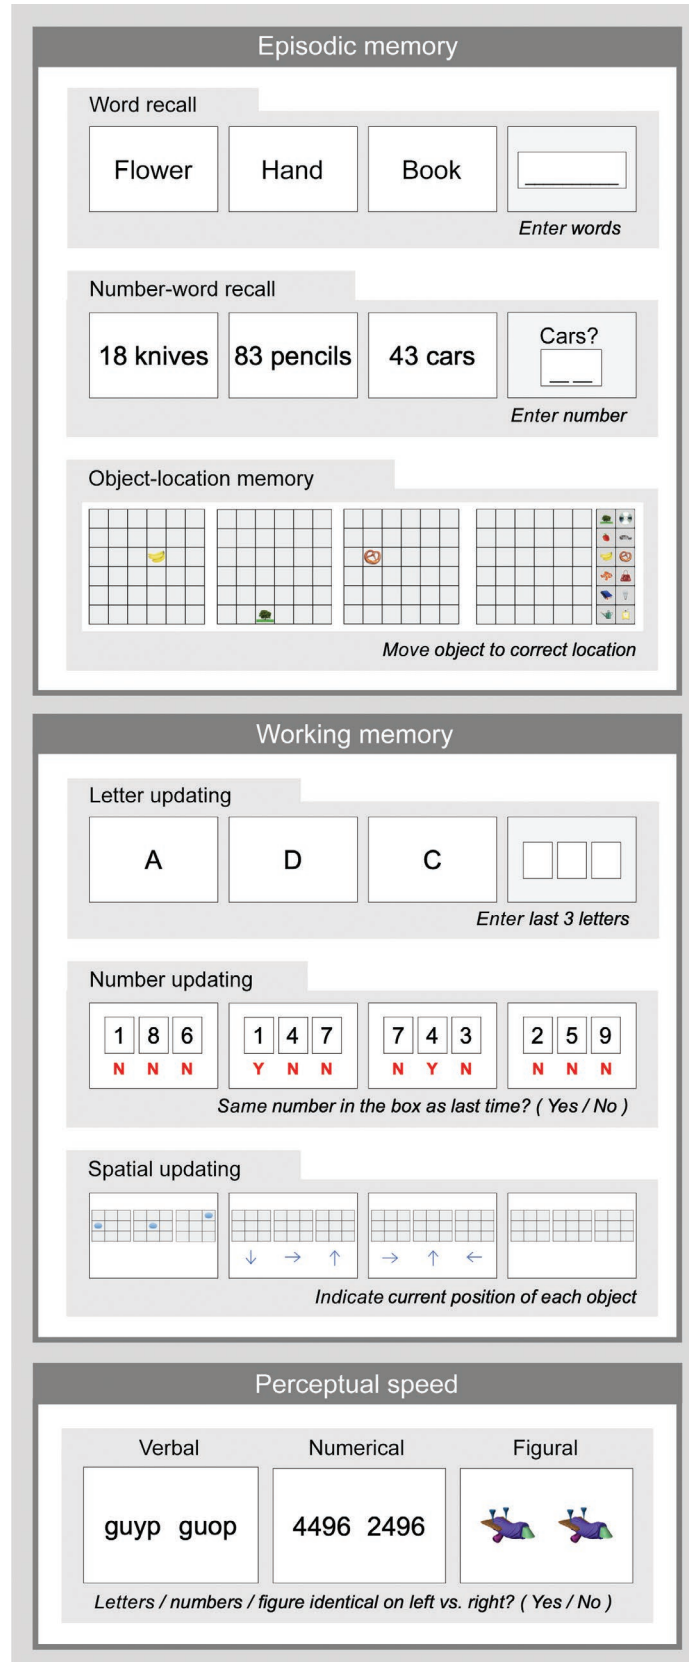 Episodic memory
Word recall
Flower Hand Book
Enter words
Number-word recall
Cars?
18 knives 83 pencils 43 cars
Enter number
Object-location memory
Move object to correct location
Working memory
Letter updating
A D C
Enter last 3 letters
Number updating
1 8 6 1 4 7 7 4 3 2 5 9
N N N Y N N N Y N N N N
Same number in the box as last time? ( Yes / No )
Spatial updating
↓ → ↑ → ↑ ←
Indicate current position of each object
Perceptual speed
Verbal Numerical Figural
guyp guop 4496 2496
Letters / numbers / figure identical on left vs. right? ( Yes / No )